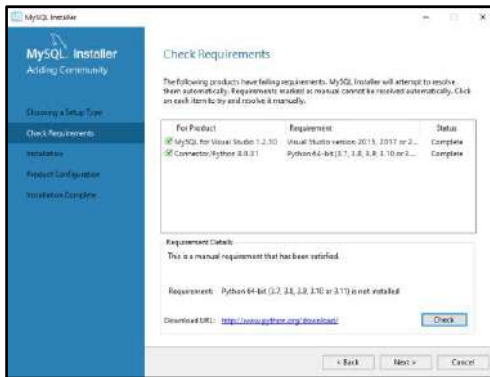 MySQL Installer
MySQL. Installer
Adding Community
Choosing a Setup Type
Check Requirements
Installation
Product Configuration
Installation Complete
Check Requirements
The following products have failing requirements. MySQL Installer will attempt to resolve
them automatically. Requirements marked as manual cannot be resolved automatically. Click
on each item to try and resolve it manually.
For Product Requirement Status
MySQL for Visual Studio 1.2.10 Visual Studio version 2015, 2017 or 2... Complete
Connector/Python 8.0.31 Python 64-bit (3.7, 3.8, 3.9, 3.10 or 3.... Complete
Requirement Details
This is a manual requirement that has been satisfied.
Requirement: Python 64-bit (3.7, 3.8, 3.9, 3.10 or 3.11) is not installed
Download URL: http://www.python.org/download/
Check
< Back
Next >
Cancel